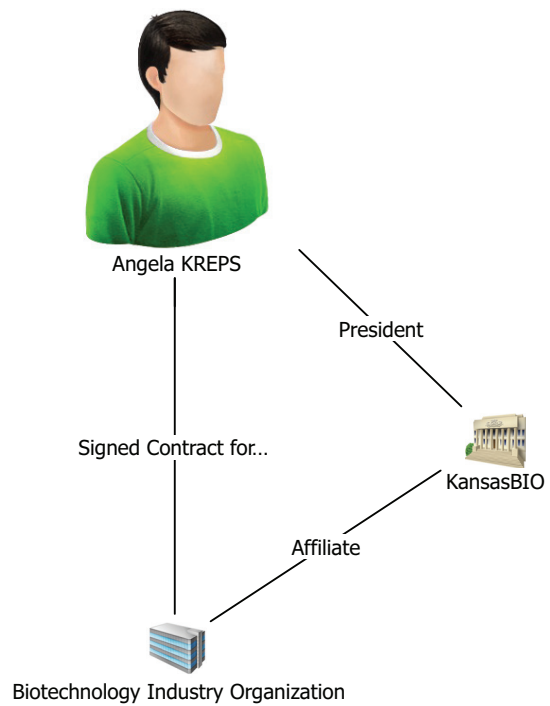 Angela KREPS
President
Signed Contract for...
KansasBIO
Affiliate
Biotechnology Industry Organization